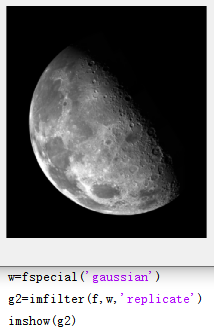 w=fspecial('gaussian')
g2=imfilter(f,w,'replicate')
imshow(g2)